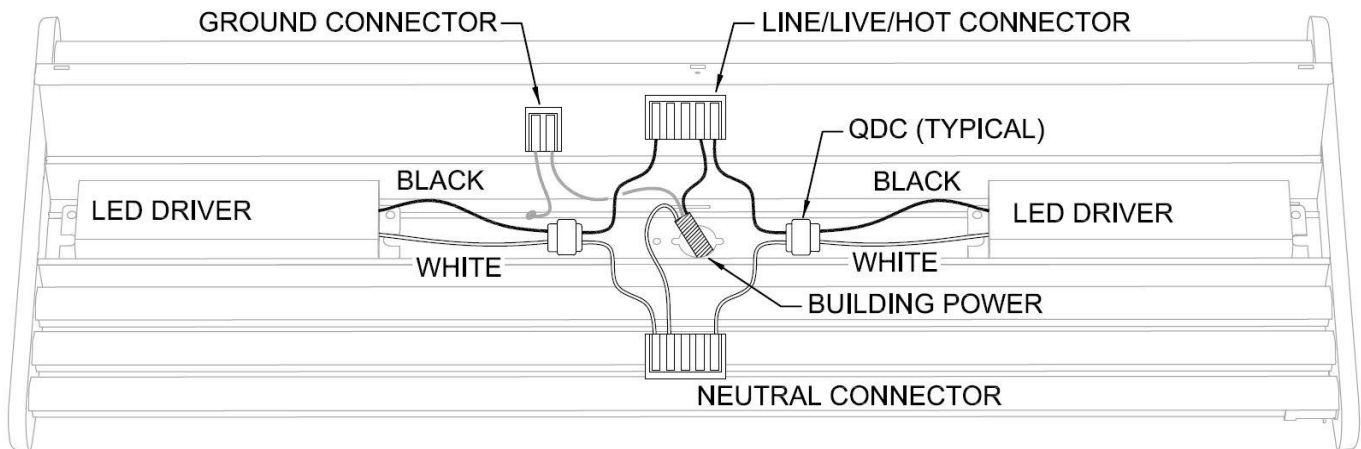 GROUND CONNECTOR
LINE/LIVE/HOT CONNECTOR
QDC (TYPICAL)
BLACK
BLACK
LED DRIVER
LED DRIVER
WHITE
WHITE
BUILDING POWER
NEUTRAL CONNECTOR